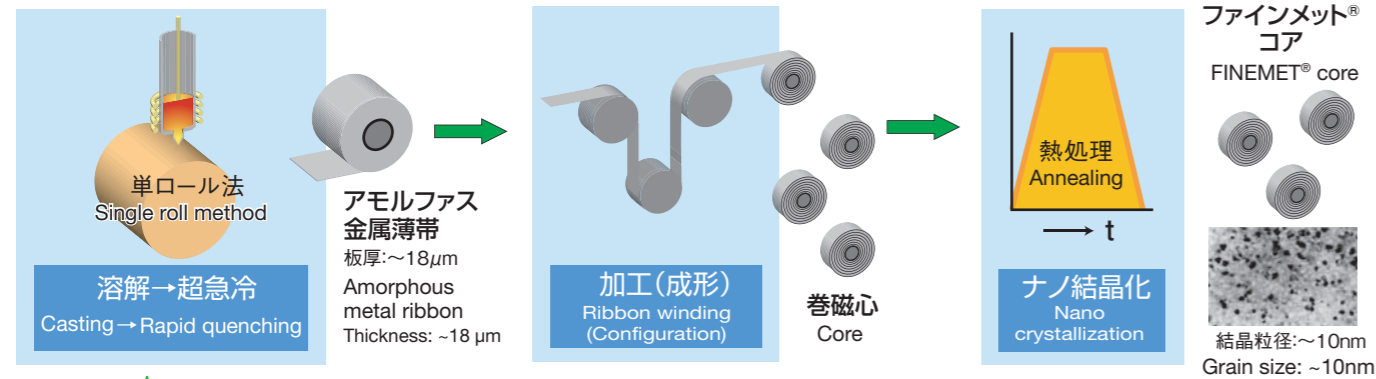 単ロール法
Single roll method
溶解→超急冷
Casting→Rapid quenching
アモルファス
金属薄帯
板厚:～18μm
Amorphous
metal ribbon
Thickness: ~18 µm
加工(成形)
Ribbon winding
(Configuration)
巻磁心
Core
熱処理
Annealing
t
ナノ結晶化
Nano
crystallization
ファインメット®
コア
FINEMET® core
結晶粒径:～10nm
Grain size: ~10nm